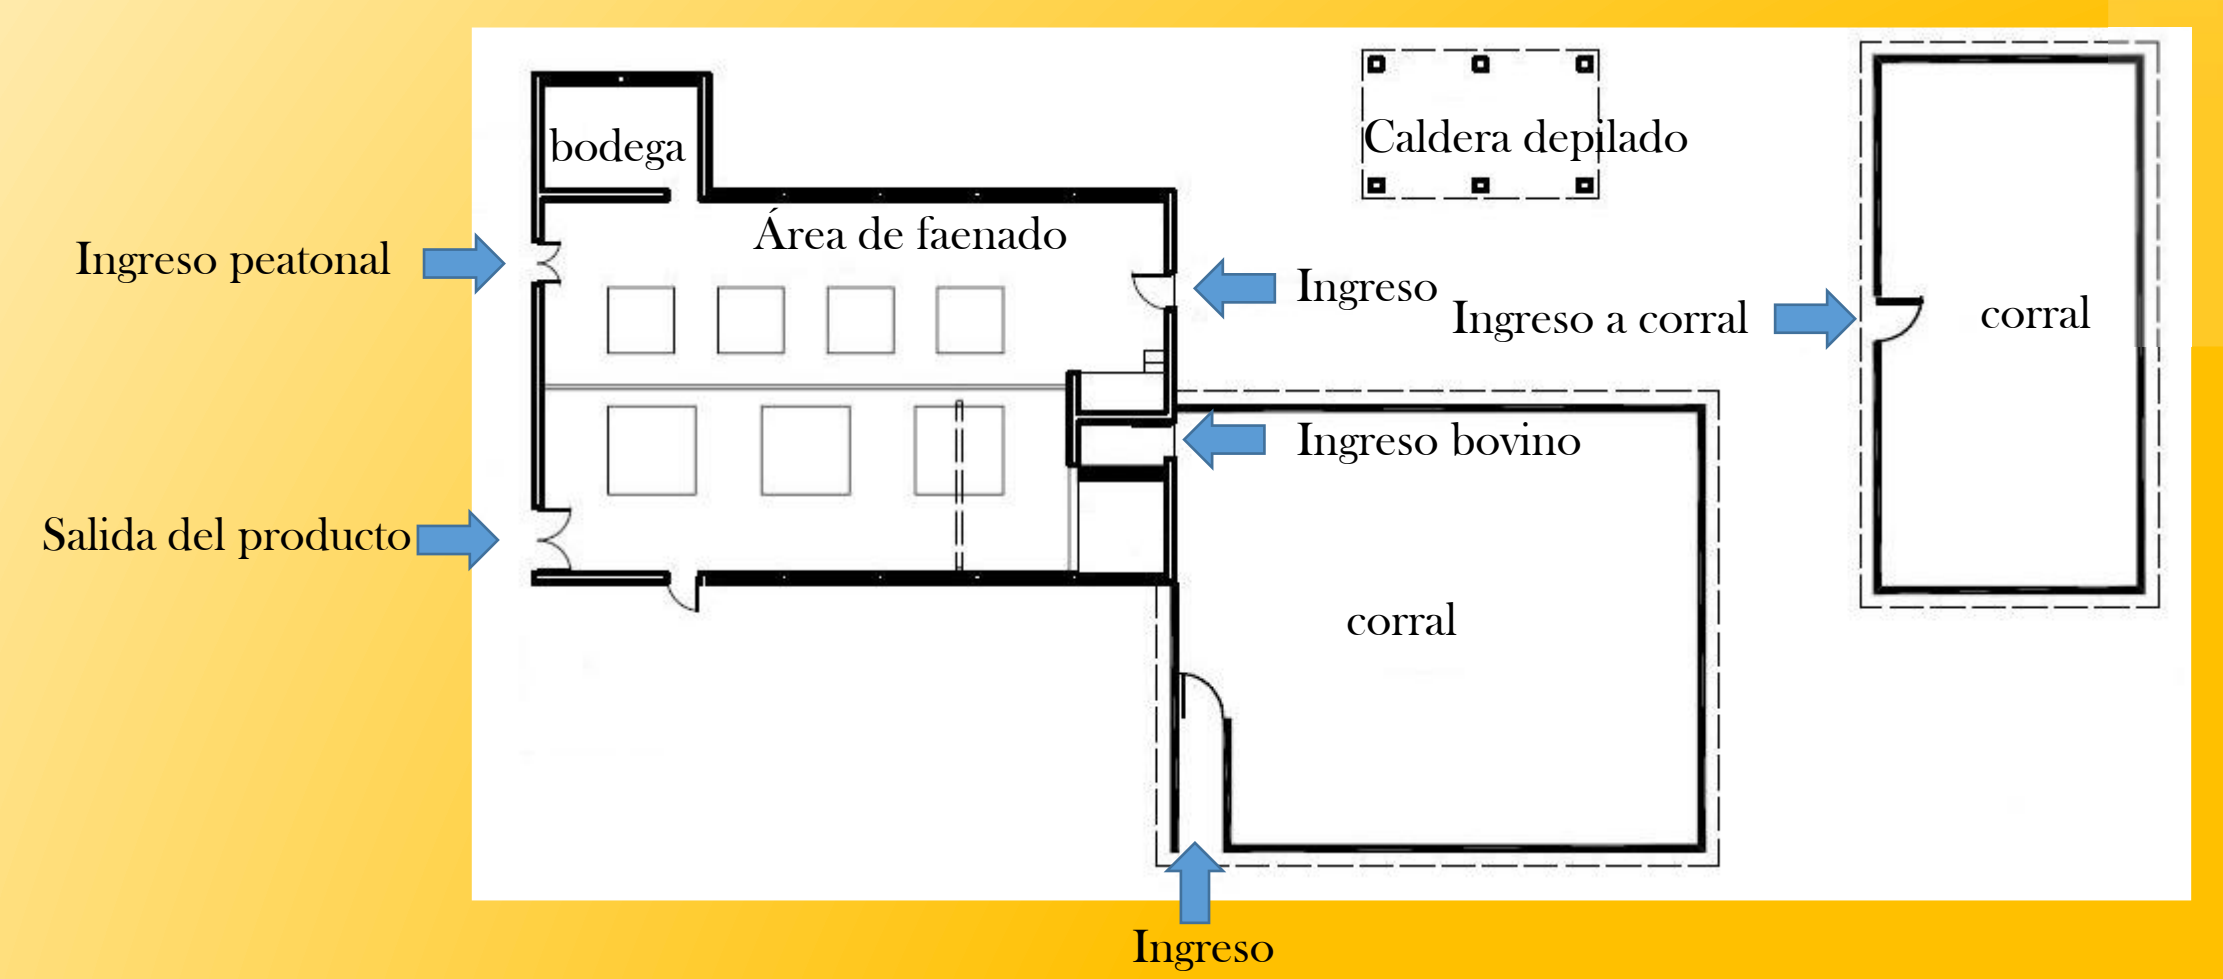 bodega
Caldera depilado
Área de faenado
Ingreso peatonal
Ingreso
Ingreso a corral
corral
Ingreso bovino
Salida del producto
corral
Ingreso